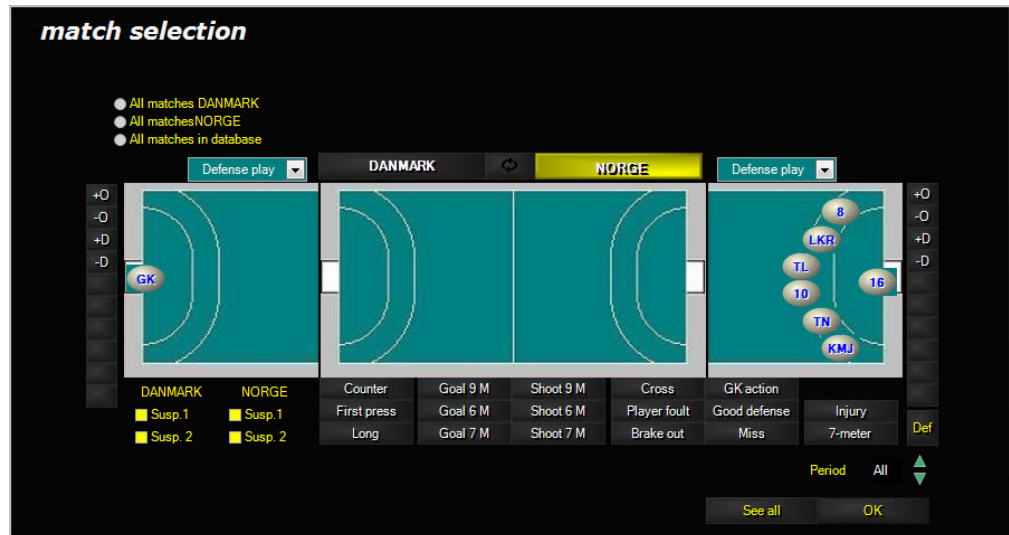 match selection
All matches DANMARK
All matchesNORGE
All matches in database
Defense play DANMARK NORGE Defense play
+O +O
-O 8 -O
+D LKR +D
-D TL -D
GK 16
10
TN
KMJ
DANMARK NORGE Counter Goal 9 M Shoot 9 M Cross GK action
Susp.1 Susp.1 First press Goal 6 M Shoot 6 M Player foult Good defense Injury
Susp. 2 Susp. 2 Long Goal 7 M Shoot 7 M Brake out Miss 7-meter Def
Period All
See all OK